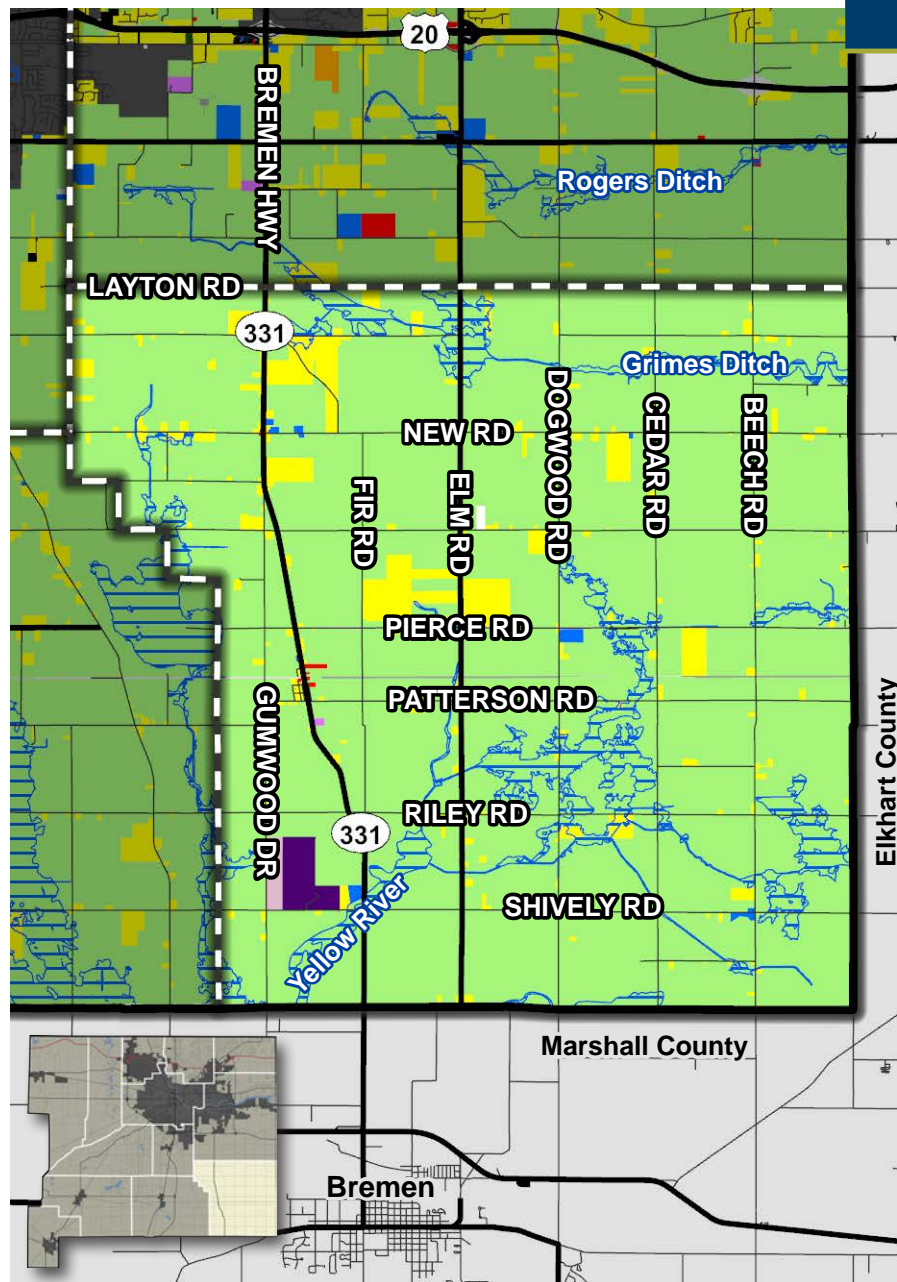 20
BREMEN HWY
Rogers Ditch
LAYTON RD
331
Grimes Ditch
DOGWOOD RD
CEDAR RD
BEECH RD
NEW RD
FIR RD
ELM RD
PIERCE RD
PATTERSON RD
GUMWOOD DR
Elkhart County
RILEY RD
331
SHIVELY RD
Yellow River
Marshall County
Bremen